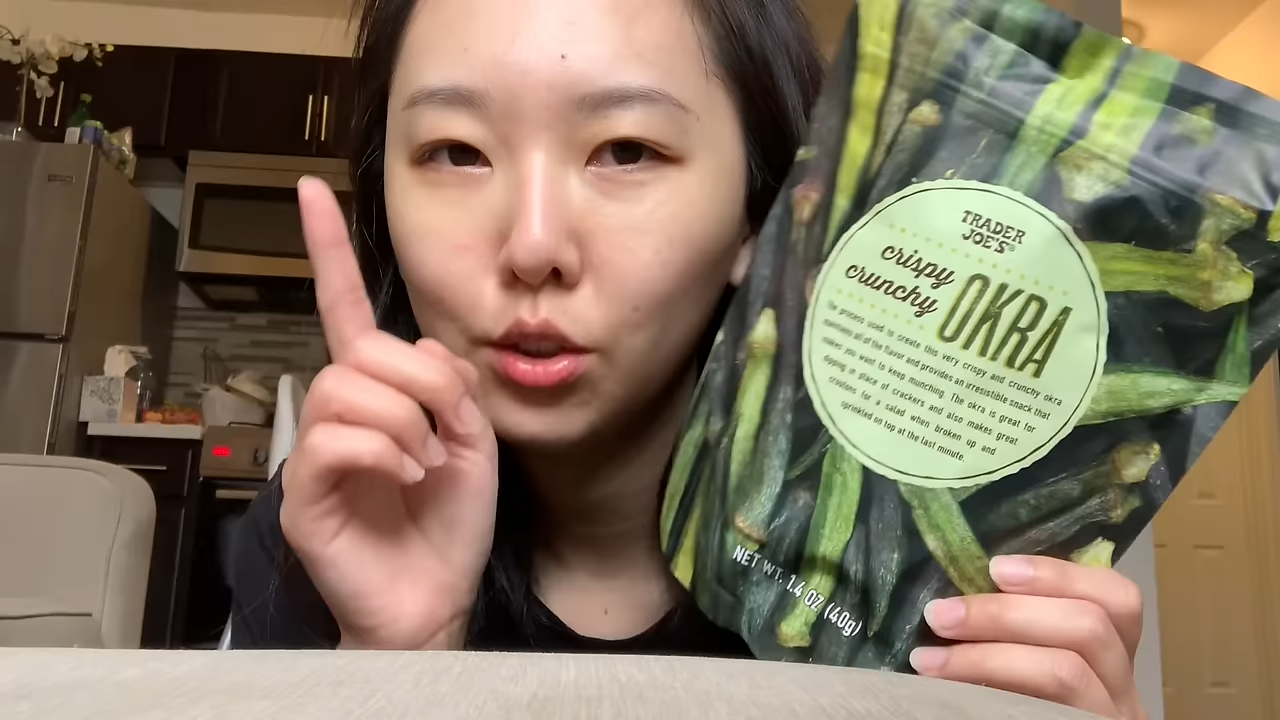 TRADER
JOE'S®
crispy
crunchy
OKRA
The process used to create this very crispy and crunchy okra
maintains all of the flavor and provides an irresistible snack that
makes you want to keep munching. The okra is great for
dipping in place of crackers and also makes great
croutons for a salad when broken up and
sprinkled on top at the last minute.
NET WT. 1.4 OZ (40g)